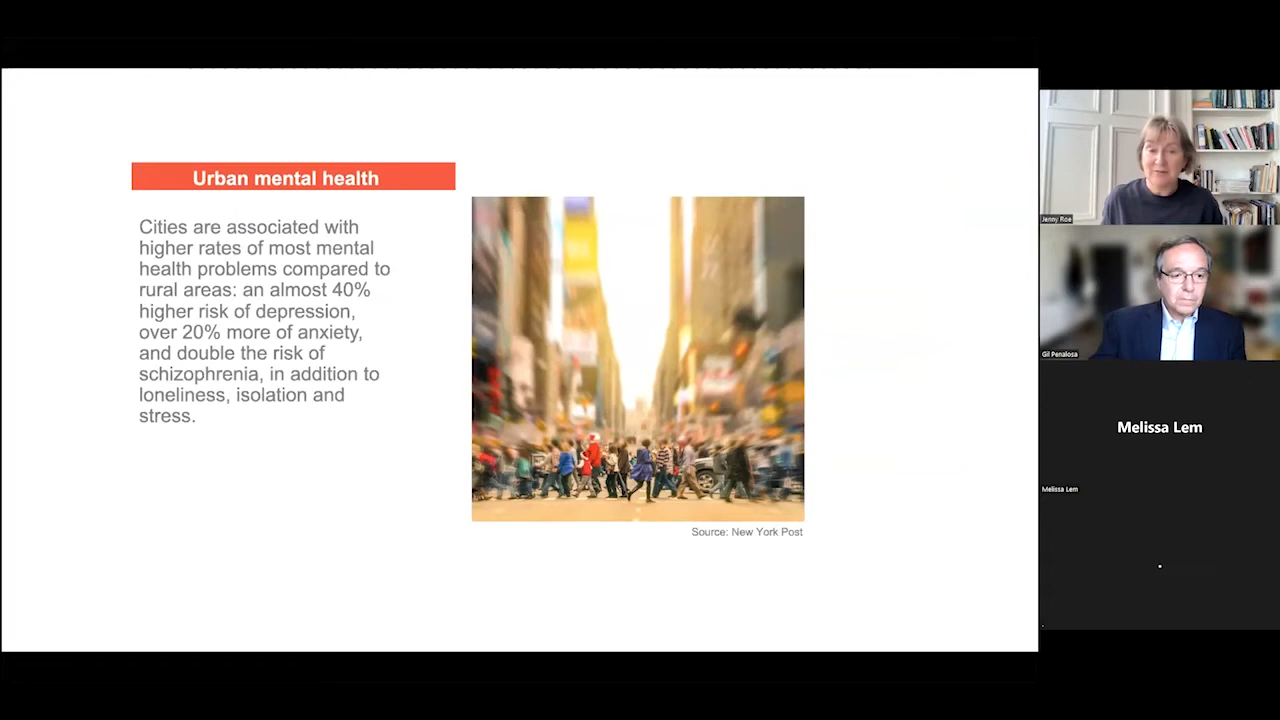 Urban mental health
Cities are associated with
higher rates of most mental
health problems compared to
rural areas: an almost 40%
higher risk of depression,
over 20% more of anxiety,
and double the risk of
schizophrenia, in addition to
loneliness, isolation and
stress.
Source: New York Post
Jenny Roe
Gil Penalosa
Melissa Lem
Melissa Lem